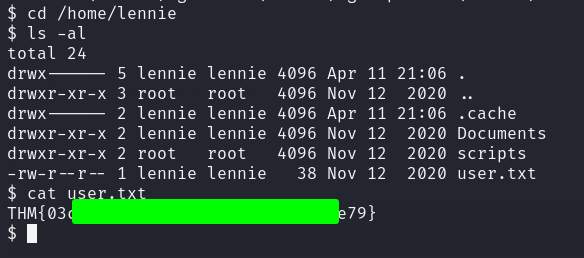 $ cd /home/lennie
$ ls -al
total 24
drwx------ 5 lennie lennie 4096 Apr 11 21:06 .
drwxr-xr-x 3 root   root   4096 Nov 12  2020 ..
drwx------ 2 lennie lennie 4096 Apr 11 21:06 .cache
drwxr-xr-x 2 lennie lennie 4096 Nov 12  2020 Documents
drwxr-xr-x 2 root   root   4096 Nov 12  2020 scripts
-rw-r--r-- 1 lennie lennie   38 Nov 12  2020 user.txt
$ cat user.txt
THM{03 e79}
$